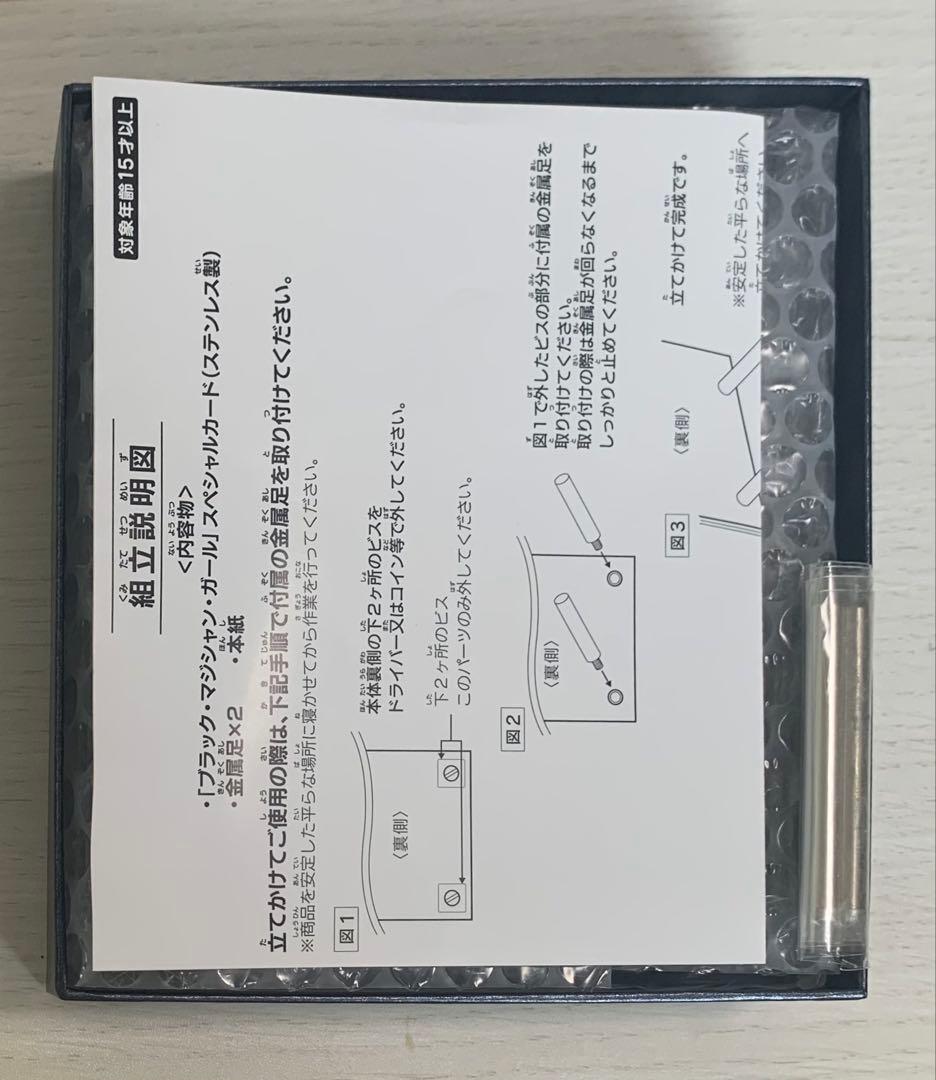 対象年齢15才以上
組立説明図
<内容物>
・「ブラック・マジシャン・ガール」スペシャルカード(ステンレス製)
・金属足×2 ・本紙
立てかけてご使用の際は、下記手順で付属の金属足を取り付けてください。
※商品を安定した平らな場所に寝かせてから作業を行ってください。
図1
〈裏側〉
本体裏側の下2ヶ所のビスを
ドライバー又はコイン等で外してください。
下2ヶ所のビス
このパーツのみ外してください。
図2
〈裏側〉
図1で外したビスの部分に付属の金属足を
取り付けてください。
取り付けの際は金属足が回らなくなるまで
しっかりと止めてください。
図3
〈裏側〉
立てかけて完成です。
※安定した平らな場所へ
立てかけてください